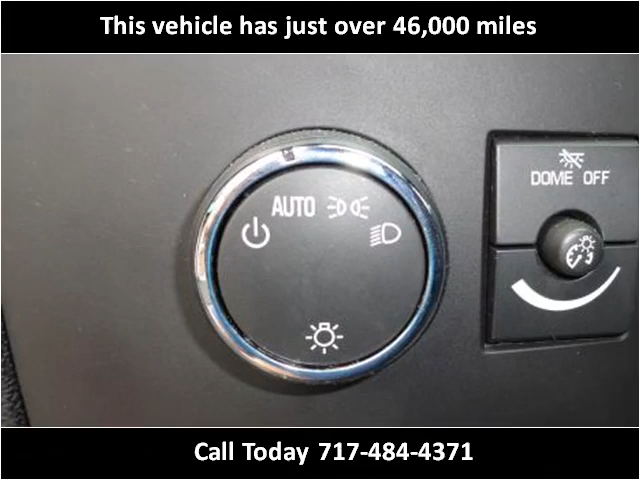 This vehicle has just over 46,000 miles
AUTO
DOME OFF
Call Today 717-484-4371